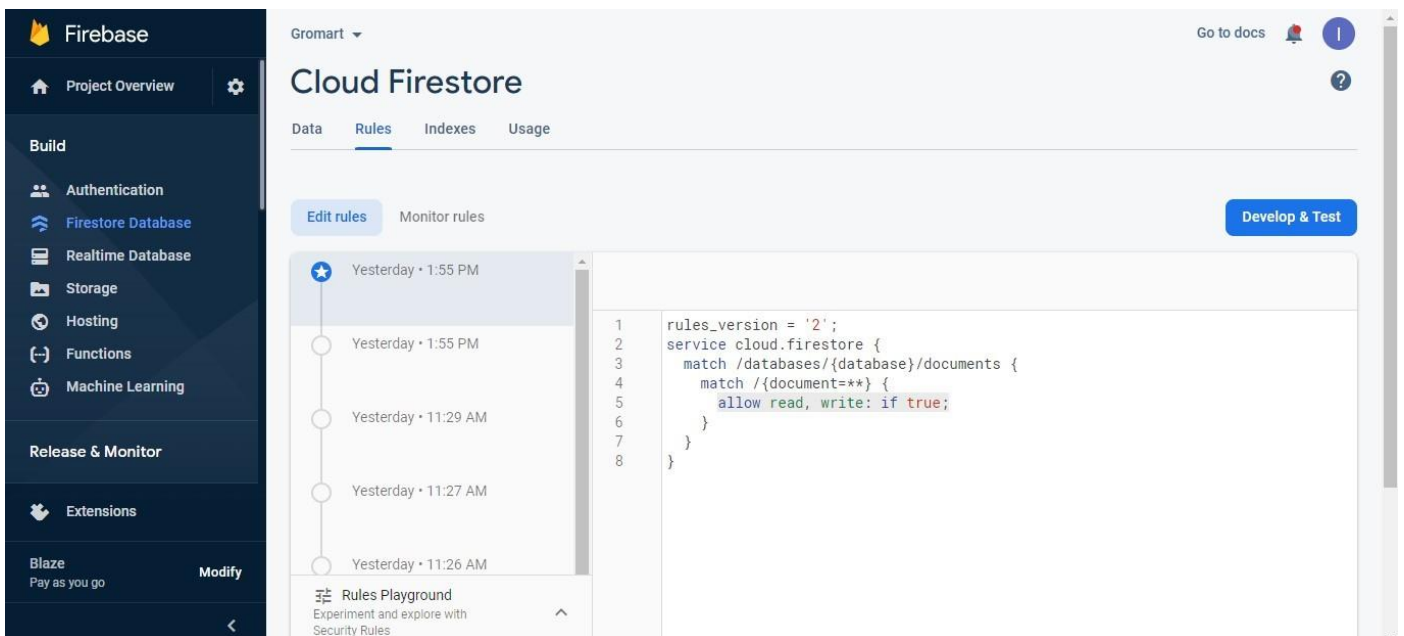 Firebase
Project Overview
Build
Authentication
Firestore Database
Realtime Database
Storage
Hosting
Functions
Machine Learning
Release & Monitor
Extensions
Blaze
Pay as you go
Modify
Gromart
Go to docs
I
Cloud Firestore
?
Data Rules Indexes Usage
Edit rules Monitor rules
Develop & Test
Yesterday • 1:55 PM
Yesterday • 1:55 PM
Yesterday • 11:29 AM
Yesterday • 11:27 AM
Yesterday • 11:26 AM
Rules Playground
Experiment and explore with
Security Rules
1 rules_version = '2';
2 service cloud.firestore {
3 match /databases/{database}/documents {
4 match /{document=**} {
5 allow read, write: if true;
6 }
7 }
8 }